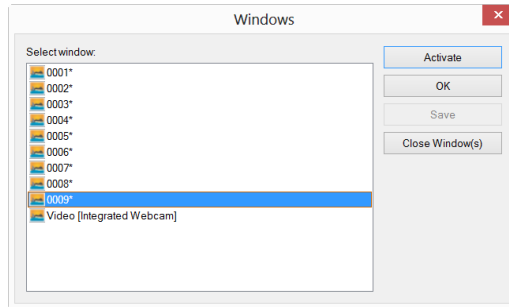 Windows
Select window:
0001*
0002*
0003*
0004*
0005*
0006*
0007*
0008*
0009*
Video [Integrated Webcam]
Activate
OK
Save
Close Window(s)